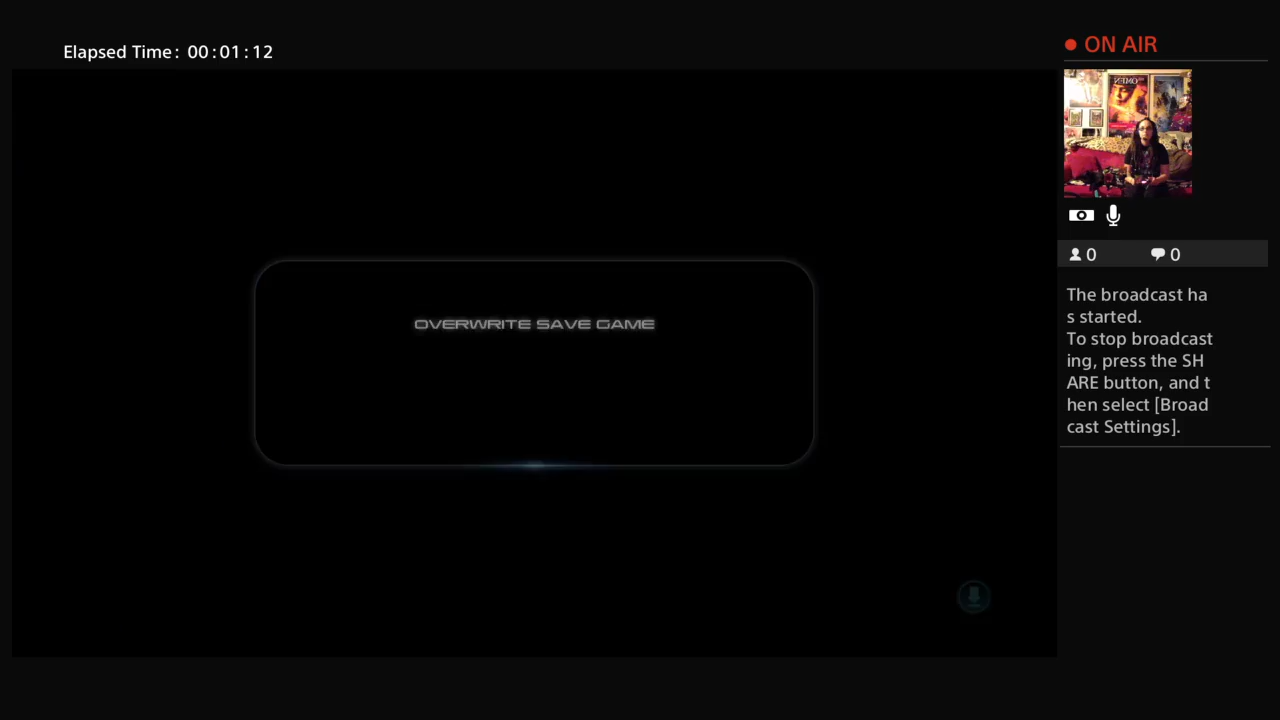 Elapsed Time: 00:01:12
ON AIR
0 0
The broadcast ha
s started.
To stop broadcast
ing, press the SH
ARE button, and t
hen select [Broad
cast Settings].
OVERWRITE SAVE GAME